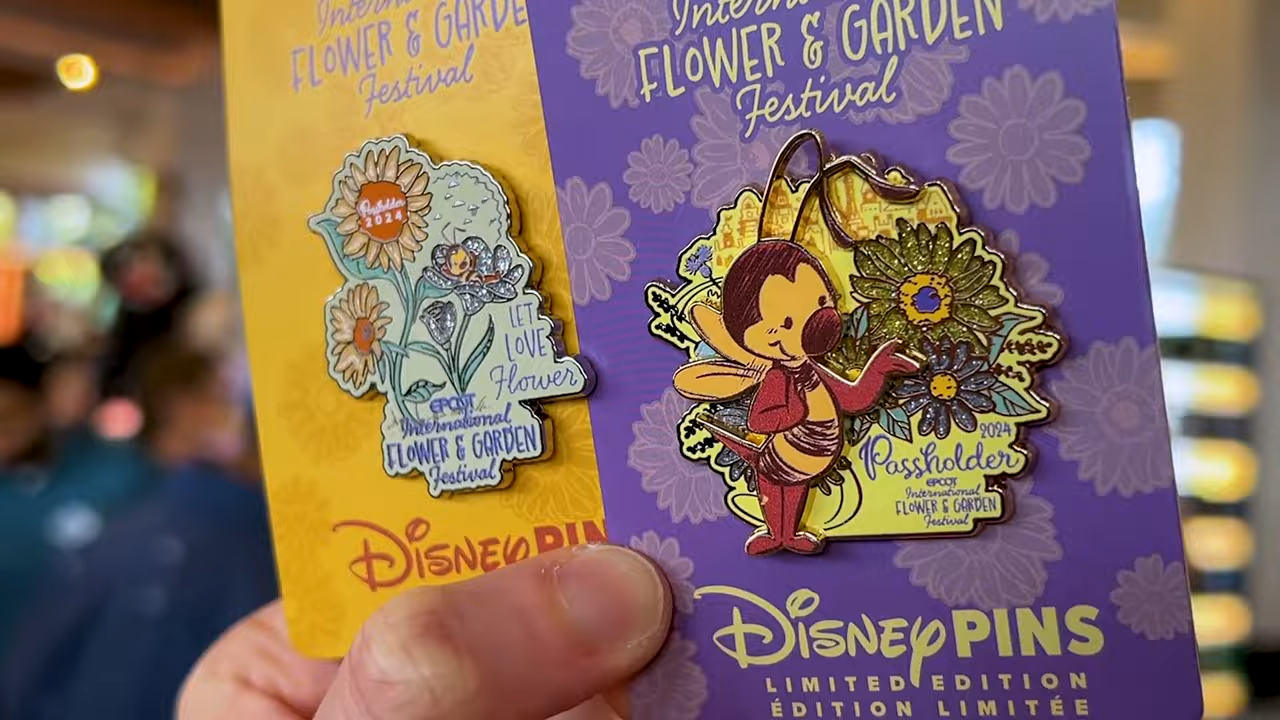 FLOWER & GARDE
Festival
Passholder
2024
LET
LOVE
Flower
EPCOT
International
FLOWER & GARDEN
Festival
DISNEY PIN
FLOWER & GARDEN
Festival
2024
Passholder
EPCOT
International
FLOWER & GARDEN
Festival
DISNEY PINS
LIMITED EDITION
ÉDITION LIMITÉE